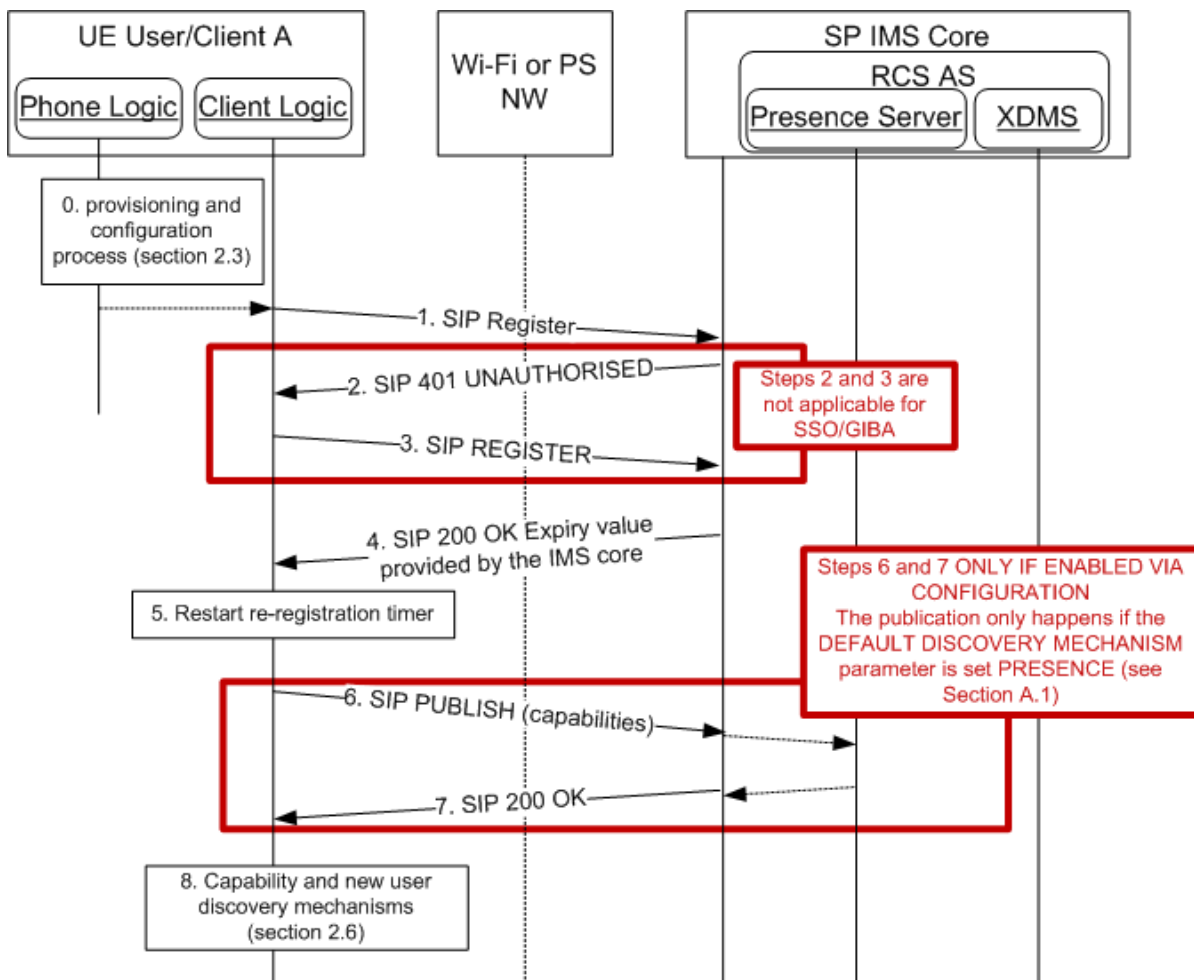 UE User/Client A
Phone Logic
Client Logic
Wi-Fi or PS
NW
SP IMS Core
RCS AS
Presence Server
XDMS
0. provisioning and
configuration
process (section 2.3)
1. SIP Register
2. SIP 401 UNAUTHORISED
Steps 2 and 3 are
not applicable for
SSO/GIBA
3. SIP REGISTER
4. SIP 200 OK Expiry value
provided by the IMS core
5. Restart re-registration timer
Steps 6 and 7 ONLY IF ENABLED VIA
CONFIGURATION
The publication only happens if the
DEFAULT DISCOVERY MECHANISM
parameter is set PRESENCE (see
Section A.1)
6. SIP PUBLISH (capabilities)
7. SIP 200 OK
8. Capability and new user
discovery mechanisms
(section 2.6)